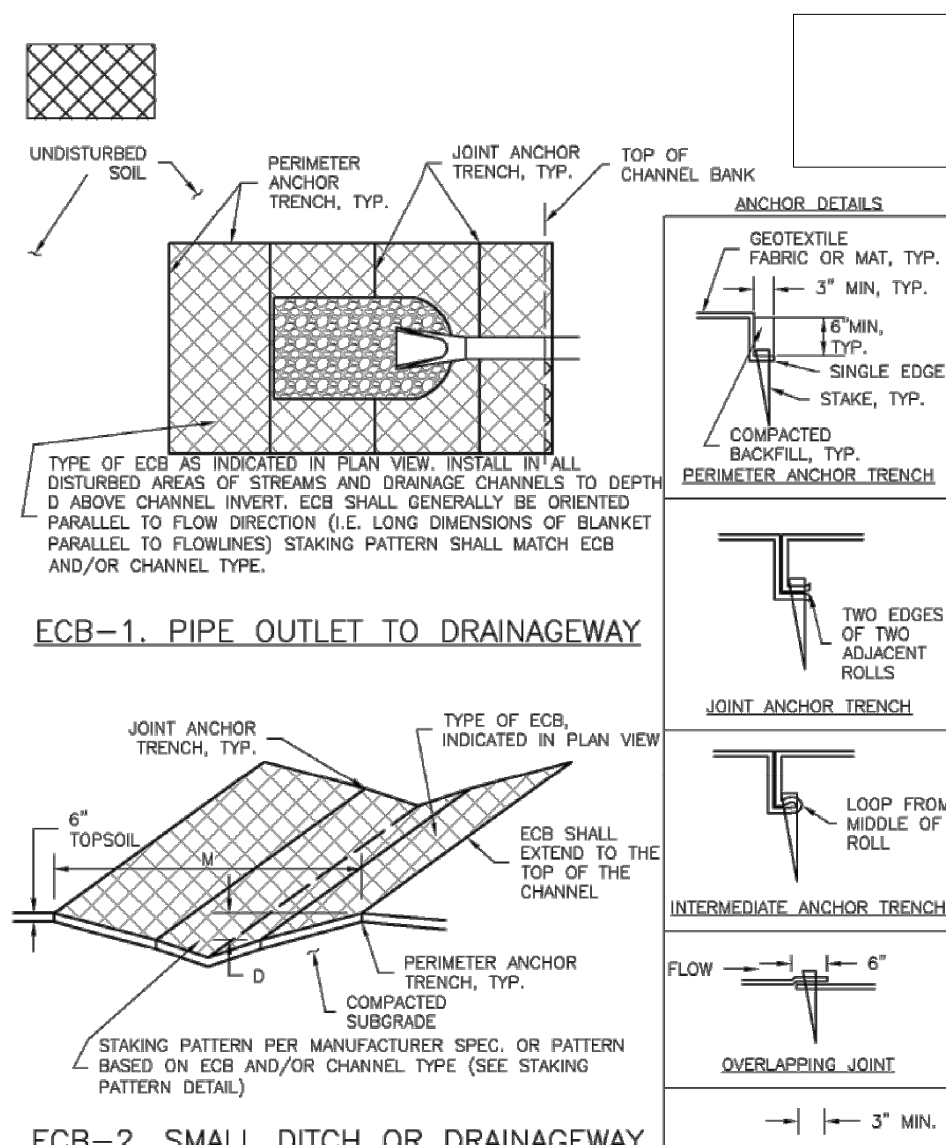 UNDISTURBED
SOIL
PERIMETER
ANCHOR
TRENCH, TYP.
JOINT ANCHOR
TRENCH, TYP.
TOP OF
CHANNEL BANK
TYPE OF ECB AS INDICATED IN PLAN VIEW. INSTALL IN ALL
DISTURBED AREAS OF STREAMS AND DRAINAGE CHANNELS TO DEPTH
D ABOVE CHANNEL INVERT. ECB SHALL GENERALLY BE ORIENTED
PARALLEL TO FLOW DIRECTION (I.E. LONG DIMENSIONS OF BLANKET
PARALLEL TO FLOWLINES) STAKING PATTERN SHALL MATCH ECB
AND/OR CHANNEL TYPE.
ECB-1. PIPE OUTLET TO DRAINAGEWAY
JOINT ANCHOR
TRENCH, TYP.
TYPE OF ECB,
INDICATED IN PLAN VIEW
6"
TOPSOIL
M
ECB SHALL
EXTEND TO THE
TOP OF THE
CHANNEL
D
PERIMETER ANCHOR
TRENCH, TYP.
COMPACTED
SUBGRADE
STAKING PATTERN PER MANUFACTURER SPEC. OR PATTERN
BASED ON ECB AND/OR CHANNEL TYPE (SEE STAKING
PATTERN DETAIL)
ECB-2. SMALL DITCH OR DRAINAGEWAY
ANCHOR DETAILS
GEOTEXTILE
FABRIC OR MAT, TYP.
3" MIN, TYP.
6"MIN,
TYP.
SINGLE EDGE
STAKE, TYP.
COMPACTED
BACKFILL, TYP.
PERIMETER ANCHOR TRENCH
TWO EDGES
OF TWO
ADJACENT
ROLLS
JOINT ANCHOR TRENCH
LOOP FROM
MIDDLE OF
ROLL
INTERMEDIATE ANCHOR TRENCH
FLOW
6"
OVERLAPPING JOINT
3" MIN.